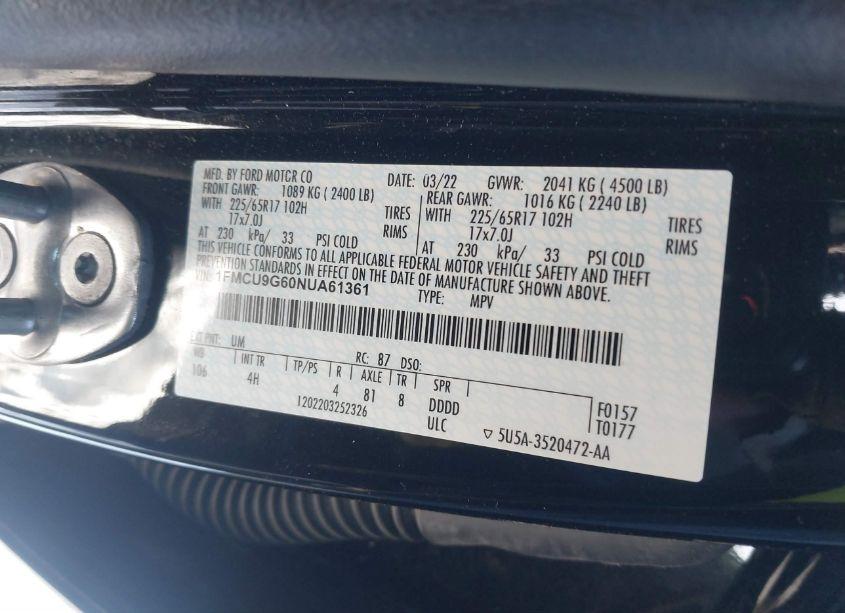 MFD. BY FORD MOTOR CO DATE: 03/22 GVWR: 2041 KG ( 4500 LB)
FRONT GAWR: 1089 KG ( 2400 LB) REAR GAWR: 1016 KG ( 2240 LB)
WITH 225/65R17 102H TIRES WITH 225/65R17 102H TIRES
17x7.0J RIMS 17x7.0J RIMS
AT 230 kPa/ 33 PSI COLD AT 230 kPa/ 33 PSI COLD
THIS VEHICLE CONFORMS TO ALL APPLICABLE FEDERAL MOTOR VEHICLE SAFETY AND THEFT
PREVENTION STANDARDS IN EFFECT ON THE DATE OF MANUFACTURE SHOWN ABOVE.
VIN: 1FMCU9G60NUA61361 TYPE: MPV
EXT PNT: UM RC: 87 DSO:
WB INT TR TP/PS R AXLE TR SPR
106 4H 4 81 8 DDDD F0157
1202203252326 ULC T0177
5U5A-3520472-AA